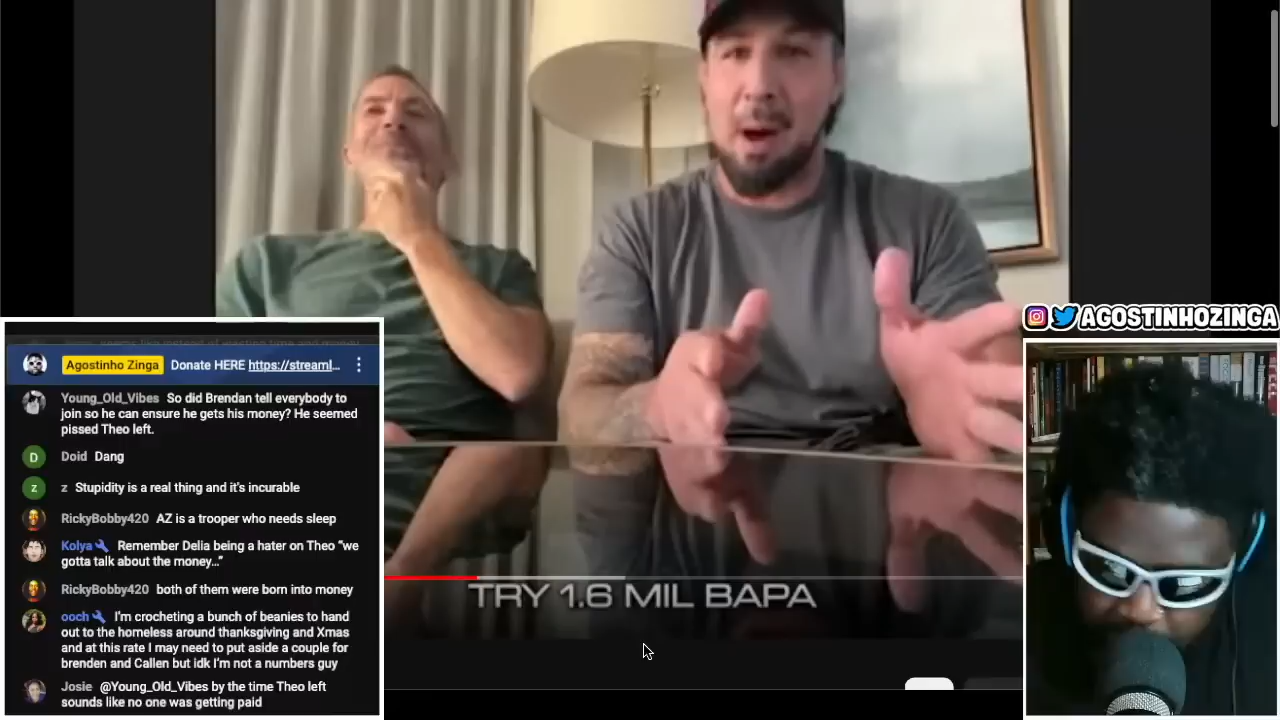 @AGOSTINHOZINGA
Agostinho Zinga Donate HERE https://streaml...
Young_Old_Vibes So did Brendan tell everybody to
join so he can ensure he gets his money? He seemed
pissed Theo left.
D Doid Dang
z z Stupidity is a real thing and it's incurable
RickyBobby420 AZ is a trooper who needs sleep
Kolya Remember Delia being a hater on Theo “we
gotta talk about the money...”
RickyBobby420 both of them were born into money
ooch I’m crocheting a bunch of beanies to hand
out to the homeless around thanksgiving and Xmas
and at this rate I may need to put aside a couple for
brenden and Callen but idk I’m not a numbers guy
Josie @Young_Old_Vibes by the time Theo left
sounds like no one was getting paid
TRY 1.6 MIL BAPA